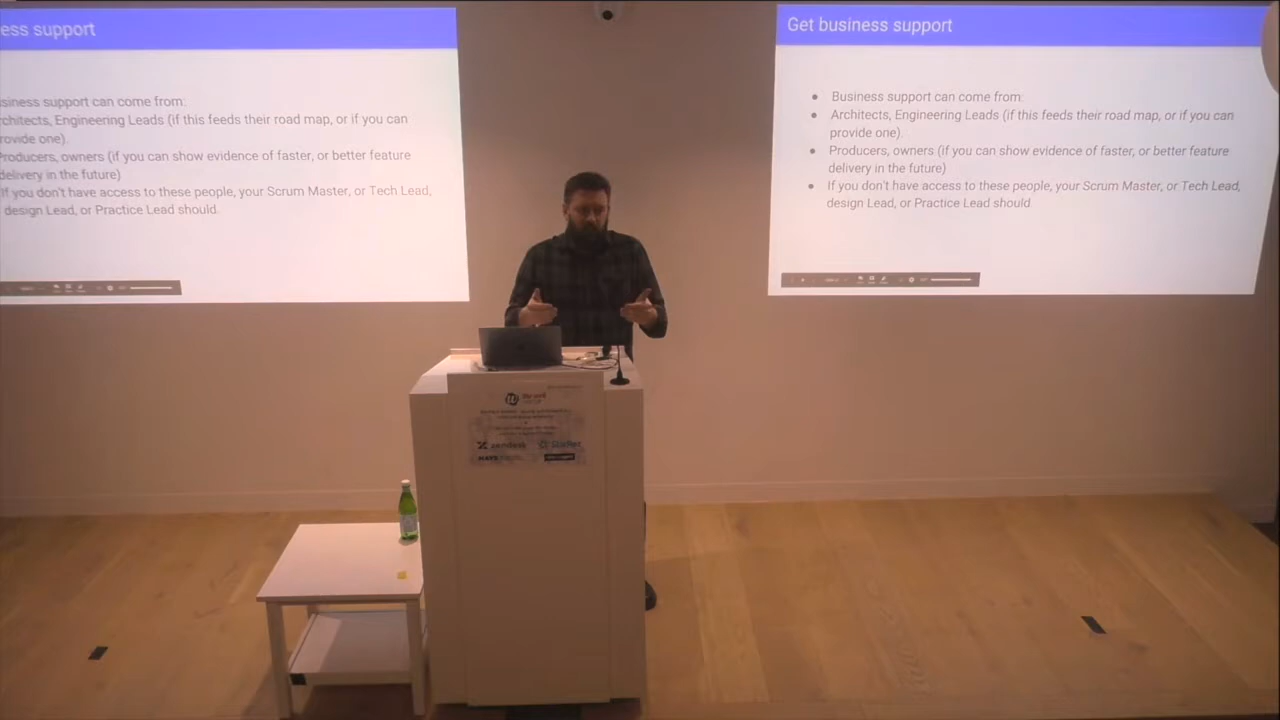 ess support
siness support can come from:
rchitects, Engineering Leads (if this feeds their road map, or if you can
rovide one).
Producers, owners (if you can show evidence of faster, or better feature
delivery in the future)
If you don't have access to these people, your Scrum Master, or Tech Lead,
design Lead, or Practice Lead should.
Get business support
Business support can come from:
Architects, Engineering Leads (if this feeds their road map, or if you can
provide one).
Producers, owners (if you can show evidence of faster, or better feature
delivery in the future)
If you don't have access to these people, your Scrum Master, or Tech Lead,
design Lead, or Practice Lead should.
zendesk